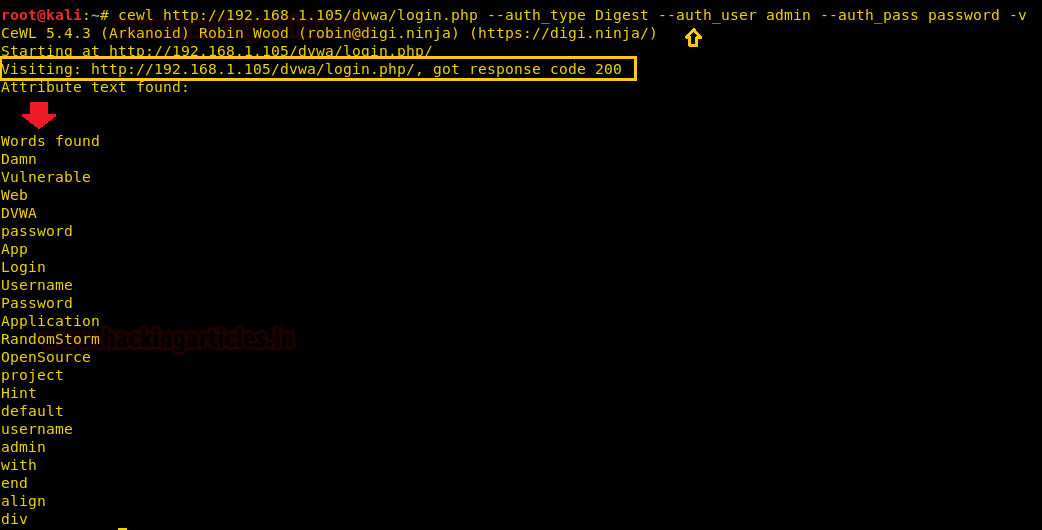 root@kali:~# cewl http://192.168.1.105/dvwa/login.php --auth_type Digest --auth_user admin --auth_pass password -v
CeWL 5.4.3 (Arkanoid) Robin Wood (robin@digi.ninja) (https://digi.ninja/)
Starting at http://192.168.1.105/dvwa/login.php/
Visiting: http://192.168.1.105/dvwa/login.php/, got response code 200
Attribute text found:
Words found
Damn
Vulnerable
Web
DVWA
password
App
Login
Username
Password
Application
RandomStorm
OpenSource
project
Hint
default
username
admin
with
end
align
div